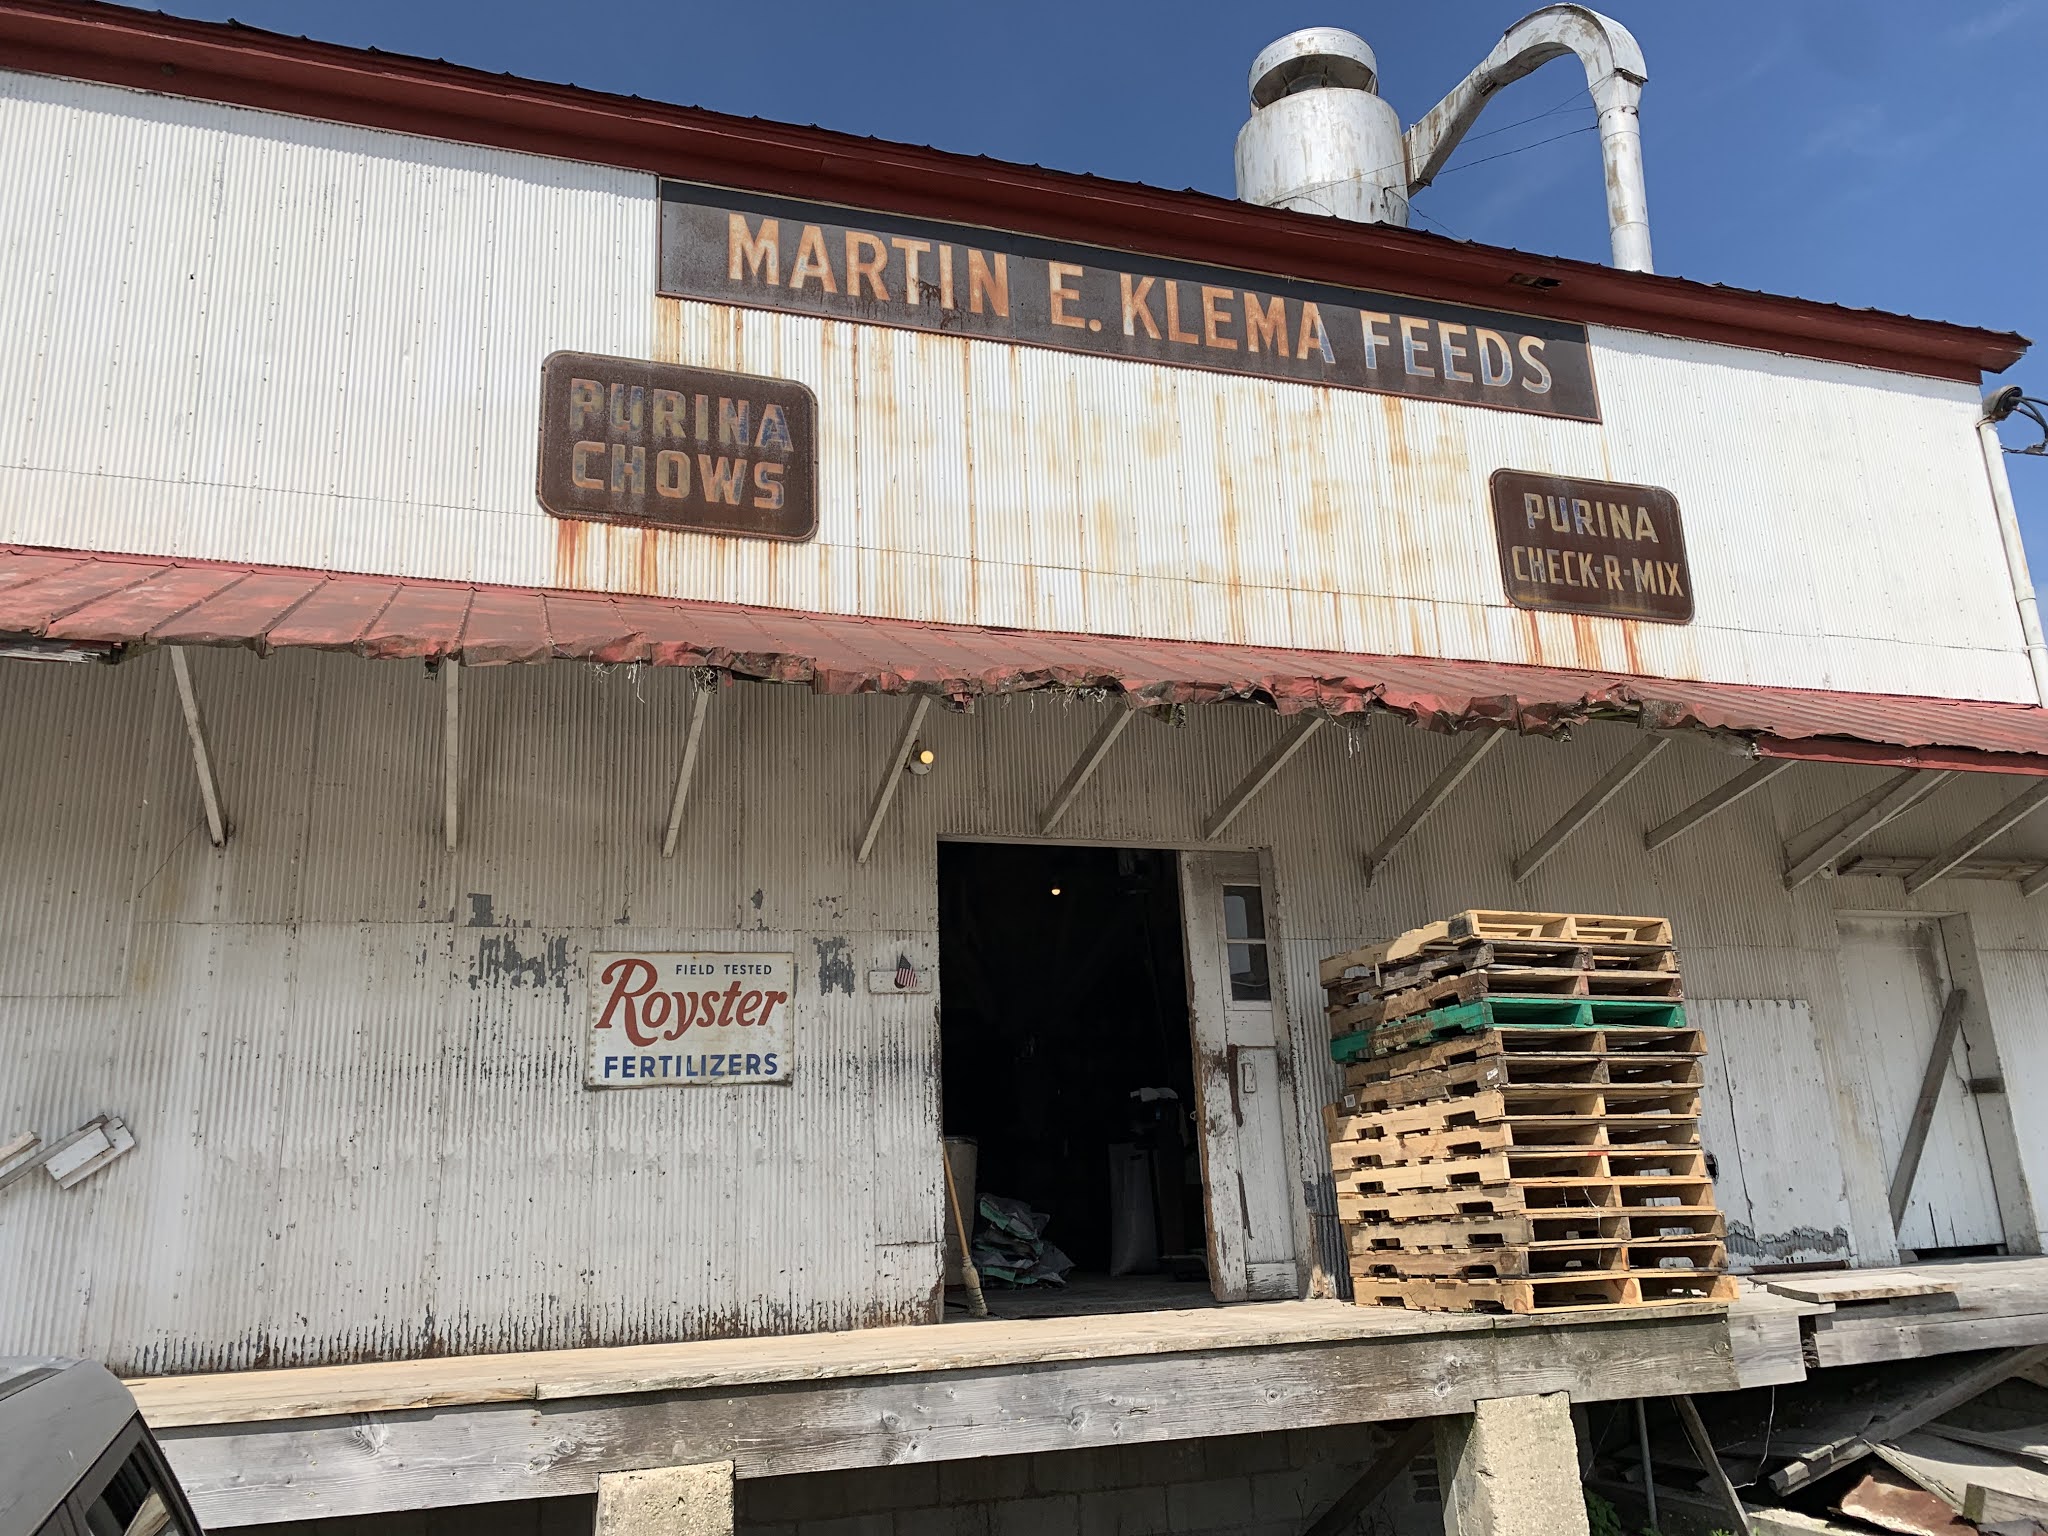 MARTIN E. KLEMA FEEDS
PURINA
CHOWS
PURINA
CHECK-R-MIX
FIELD TESTED
Royster
FERTILIZERS